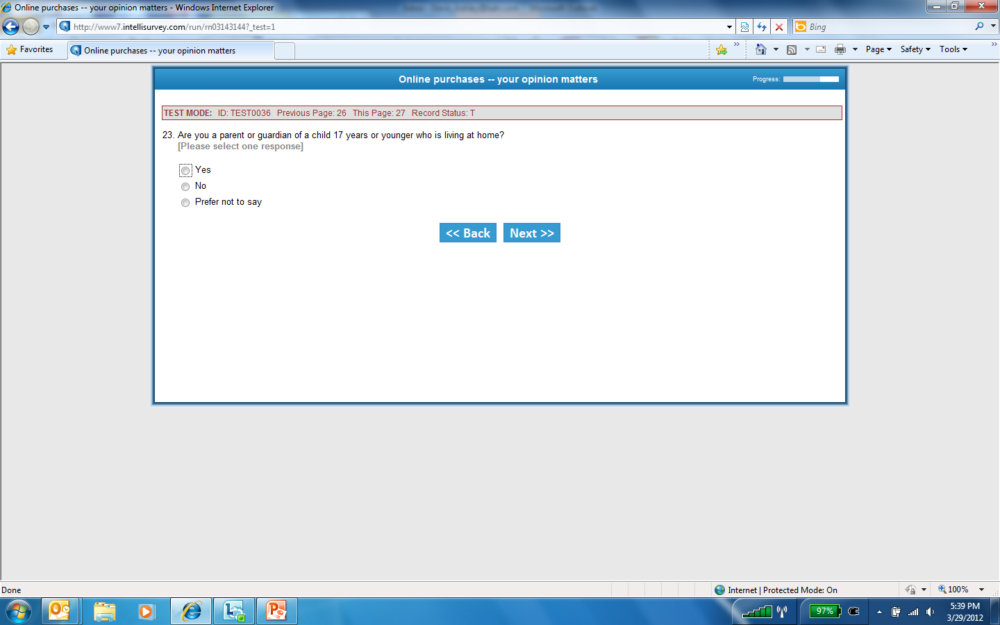 Online purchases -- your opinion matters - Windows Internet Explorer
http://www7.intellisurvey.com/run/rn03143144?_test=1
Bing
Favorites
Online purchases -- your opinion matters
Page
Safety
Tools
Online purchases -- your opinion matters
Progress:
TEST MODE: ID: TEST0036 Previous Page: 26 This Page: 27 Record Status: T
23. Are you a parent or guardian of a child 17 years or younger who is living at home?
[Please select one response]
Yes
No
Prefer not to say
<< Back
Next >>
Done
Internet | Protected Mode: On
100%
97%
5:39 PM
3/29/2012